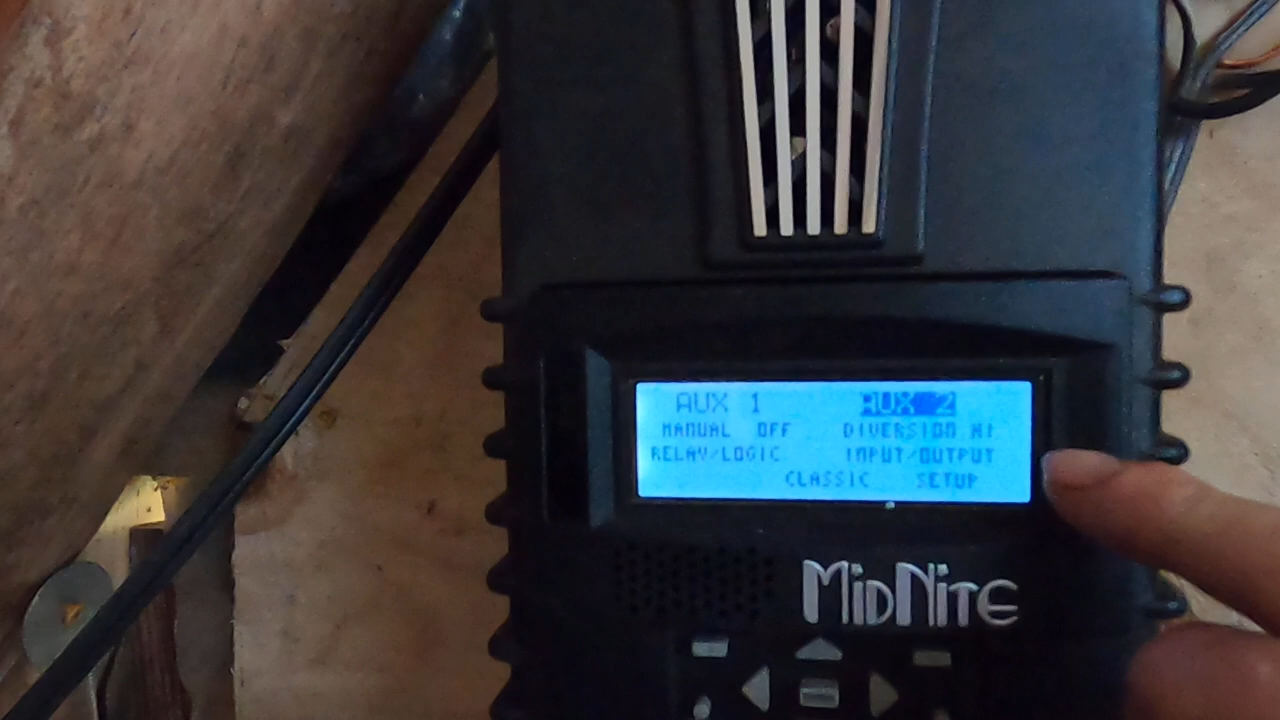 AUX 1 AUX 2
MANUAL OFF DIVERSION HI
RELAY/LOGIC INPUT/OUTPUT
CLASSIC SETUP
MIDNITE